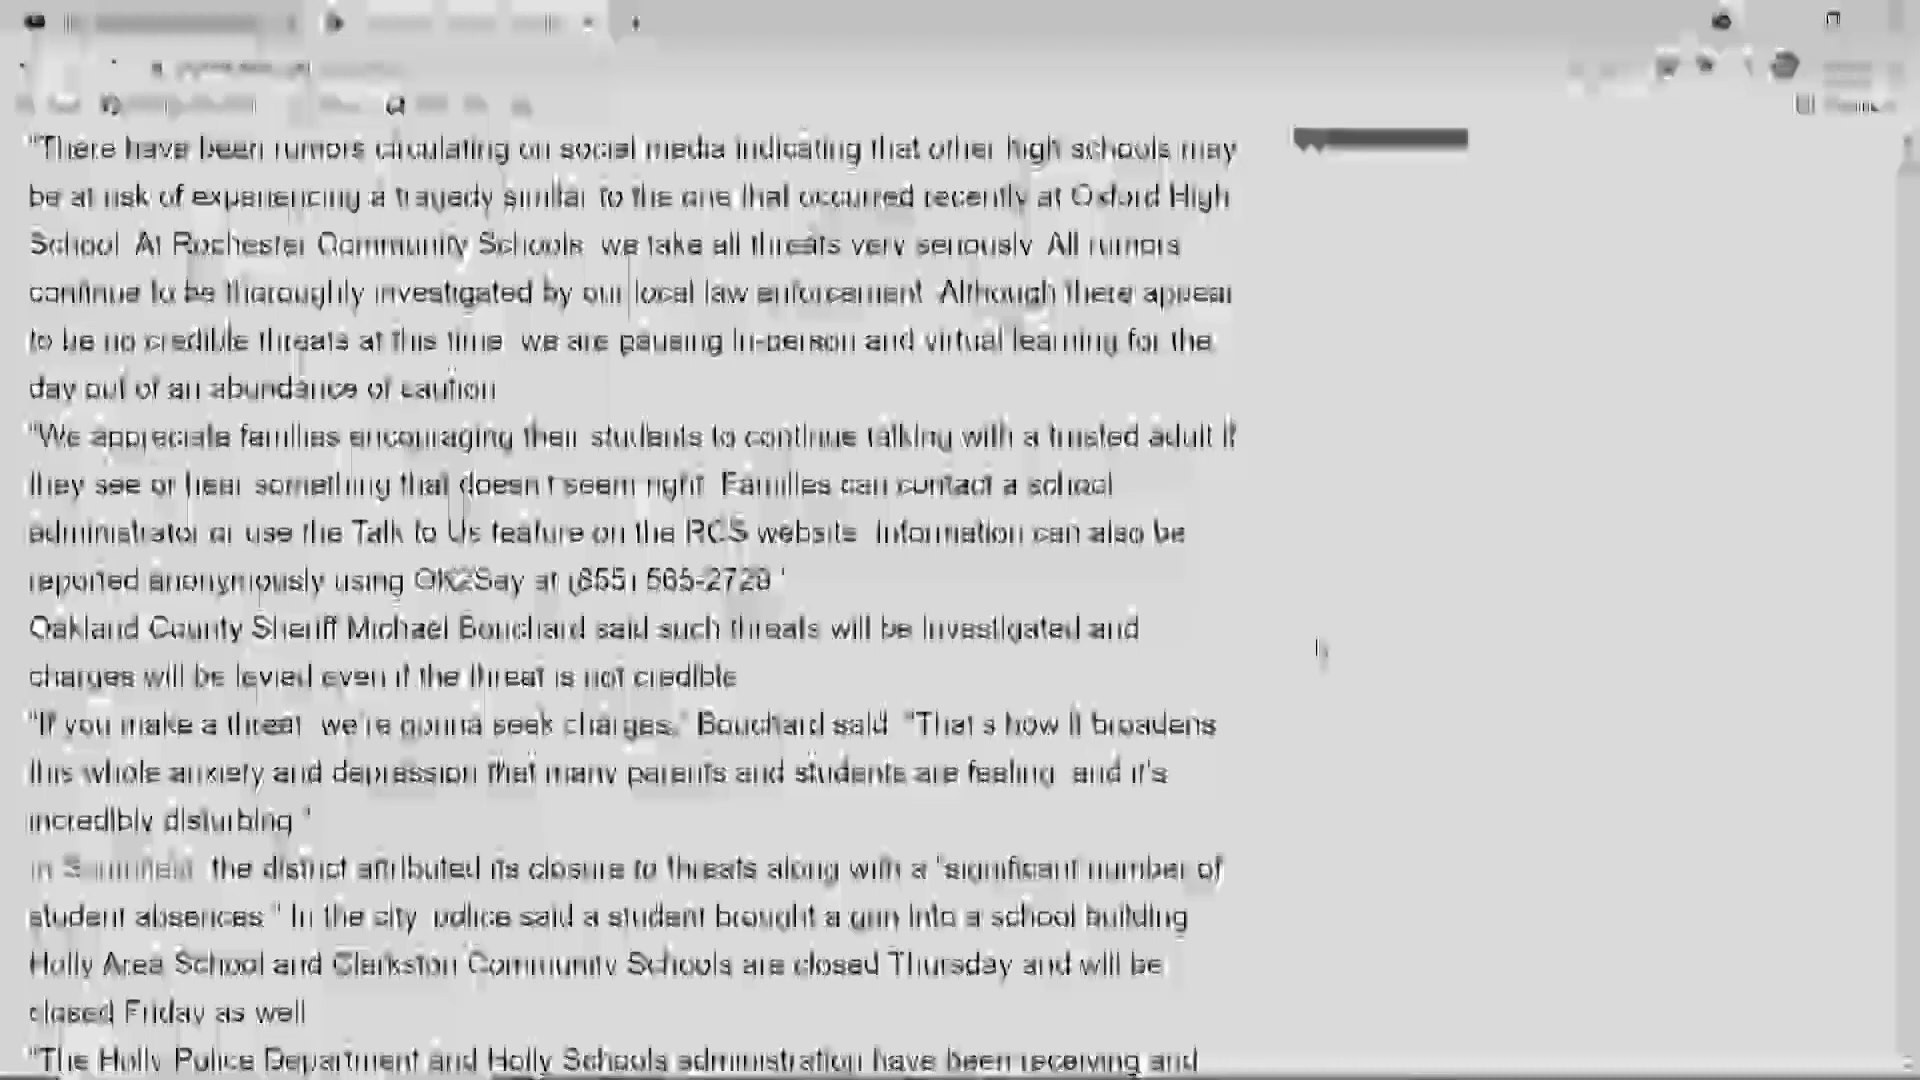 "There have been rumors circulating on social media indicating that other high schools may
be at risk of experiencing a tragedy similar to the one that occurred recently at Oxford High
School. At Rochester Community Schools, we take all threats very seriously. All rumors
continue to be thoroughly investigated by our local law enforcement. Although there appear
to be no credible threats at this time, we are pausing in-person and virtual learning for the
day out of an abundance of caution.
"We appreciate families encouraging their students to continue talking with a trusted adult if
they see or hear something that doesn't seem right. Families can contact a school
administrator or use the Talk to Us feature on the RCS website. Information can also be
reported anonymously using OK2Say at (855)
Oakland County Sheriff Michael Bouchard said such threats will be investigated and
charges will be levied even if the threat is not credible.
"If you make a threat, we're gonna seek charges," Bouchard said. "That's how it broadens
this whole anxiety and depression that many parents and students are feeling, and it's
incredibly disturbing."
the district attributed its closure to threats along with a "significant number of
student absences." In the city, police said a student brought a gun into a school building.
Holly Area School and Clarkston Community Schools are closed Thursday and will be
closed Friday as well.
"The Holly Police Department and Holly Schools administration have been receiving and